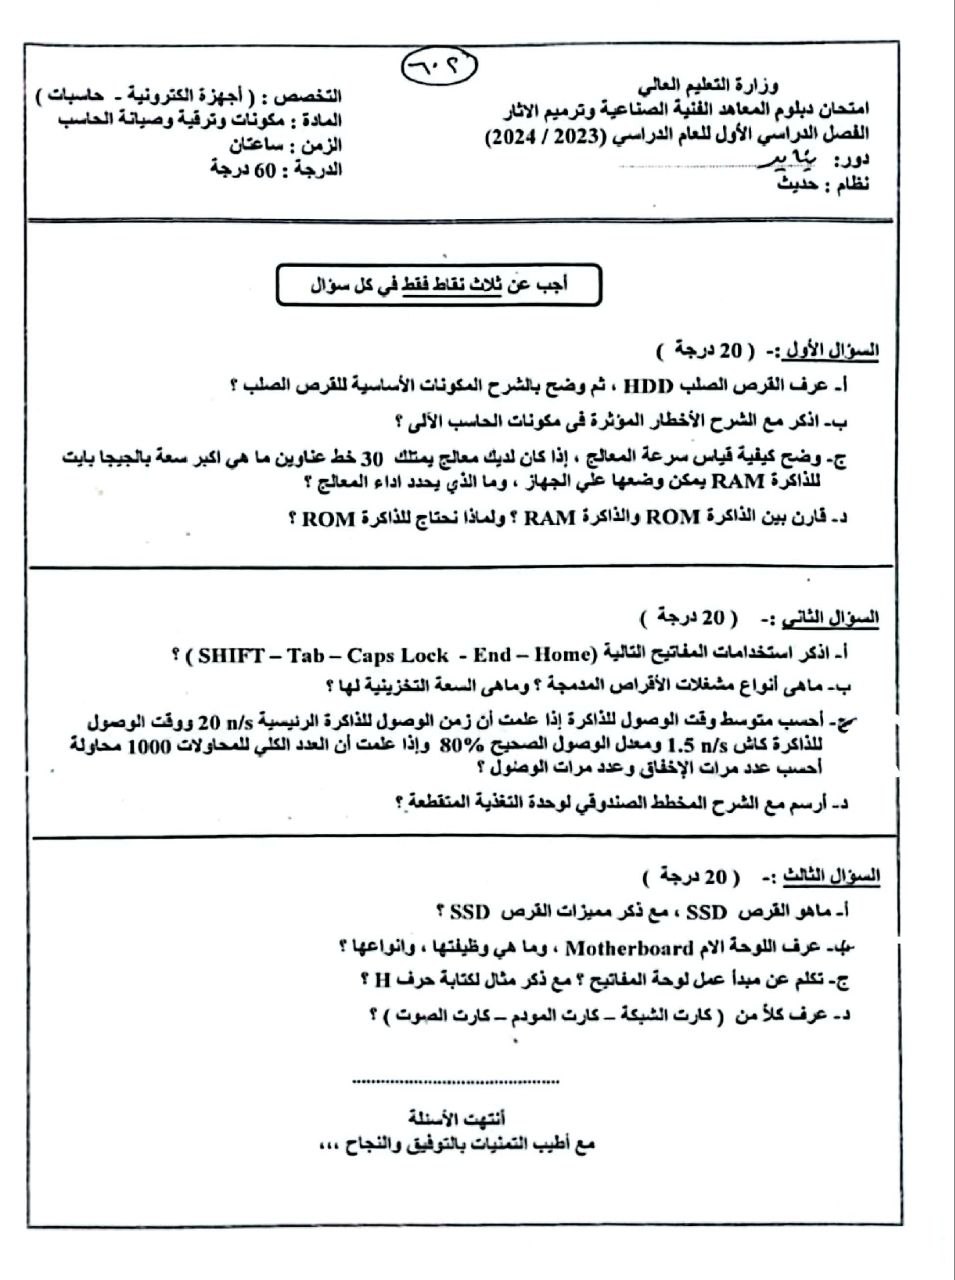 ٦٠٢
وزارة التعليم العالي
امتحان دبلوم المعاهد الفنية الصناعية وترميم الاثار
الفصل الدراسي الأول للعام الدراسي (2023 / 2024)
دور: يناير
نظام : حديث
التخصص : ( أجهزة الكترونية - حاسبات )
المادة : مكونات وترقية وصيانة الحاسب
الزمن : ساعتان
الدرجة : 60 درجة
أجب عن ثلاث نقاط فقط في كل سؤال
السؤال الأول :- ( 20 درجة )
أ- عرف القرص الصلب HDD ، ثم وضح بالشرح المكونات الأساسية للقرص الصلب ؟
ب- اذكر مع الشرح الأخطار المؤثرة فى مكونات الحاسب الآلى ؟
ج- وضح كيفية قياس سرعة المعالج ، إذا كان لديك معالج يمتلك 30 خط عناوين ما هي اكبر سعة بالجيجا بايت
للذاكرة RAM يمكن وضعها علي الجهاز ، وما الذي يحدد اداء المعالج ؟
د- قارن بين الذاكرة ROM والذاكرة RAM ؟ ولماذا نحتاج للذاكرة ROM ؟
السؤال الثاني :- ( 20 درجة )
أ- اذكر استخدامات المفاتيح التالية (SHIFT – Tab – Caps Lock - End – Home) ؟
ب- ماهى أنواع مشغلات الأقراص المدمجة ؟ وماهى السعة التخزينية لها ؟
ج- أحسب متوسط وقت الوصول للذاكرة إذا علمت أن زمن الوصول للذاكرة الرئيسية 20 n/s ووقت الوصول
للذاكرة كاش 1.5 n/s ومعدل الوصول الصحيح 80% وإذا علمت أن العدد الكلي للمحاولات 1000 محاولة
أحسب عدد مرات الإخفاق وعدد مرات الوصول ؟
د- أرسم مع الشرح المخطط الصندوقي لوحدة التغذية المتقطعة ؟
السؤال الثالث :- ( 20 درجة )
أ- ماهو القرص SSD ، مع ذكر مميزات القرص SSD ؟
ب- عرف اللوحة الام Motherboard ، وما هي وظيفتها ، وانواعها ؟
ج- تكلم عن مبدأ عمل لوحة المفاتيح ؟ مع ذكر مثال لكتابة حرف H ؟
د- عرف كلاً من ( كارت الشبكة – كارت المودم – كارت الصوت ) ؟
أنتهت الأسئلة
مع أطيب التمنيات بالتوفيق والنجاح ،،،